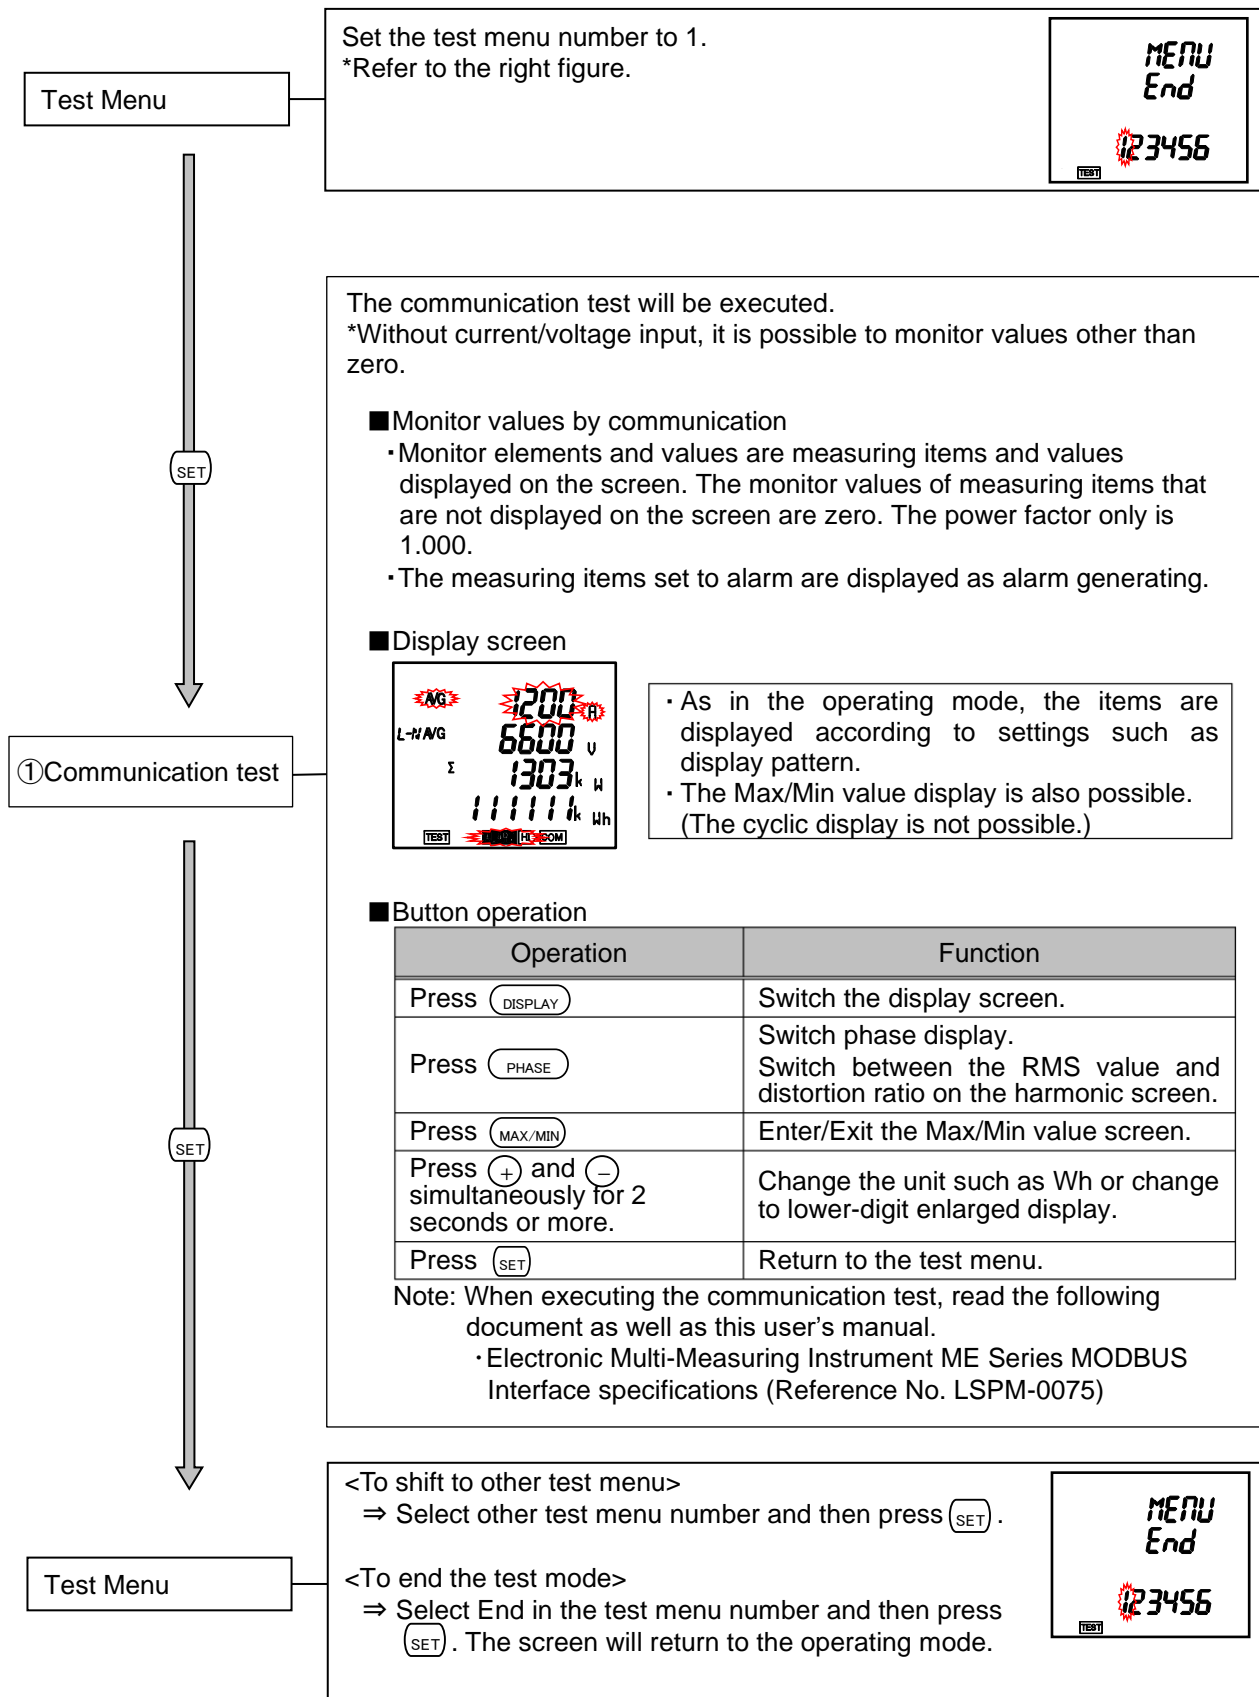 Set the test menu number to 1.
*Refer to the right figure.
Test Menu
MENU
End
123456
TEST
SET
The communication test will be executed.
*Without current/voltage input, it is possible to monitor values other than
zero.
■Monitor values by communication
・Monitor elements and values are measuring items and values
displayed on the screen. The monitor values of measuring items that
are not displayed on the screen are zero. The power factor only is
1.000.
・The measuring items set to alarm are displayed as alarm generating.
■Display screen
①Communication test
AVG 1200 A
L-N AVG 6600 V
Σ 1303 k W
111111 k Wh
TEST HI COM
・As in the operating mode, the items are
displayed according to settings such as
display pattern.
・The Max/Min value display is also possible.
(The cyclic display is not possible.)
■Button operation
Operation Function
Press DISPLAY Switch the display screen.
Press PHASE Switch phase display.
Switch between the RMS value and
distortion ratio on the harmonic screen.
Press MAX/MIN Enter/Exit the Max/Min value screen.
Press + and −
simultaneously for 2
seconds or more.
Change the unit such as Wh or change
to lower-digit enlarged display.
Press SET Return to the test menu.
SET
Note: When executing the communication test, read the following
document as well as this user's manual.
・Electronic Multi-Measuring Instrument ME Series MODBUS
Interface specifications (Reference No. LSPM-0075)
Test Menu
<To shift to other test menu>
⇒ Select other test menu number and then press SET .
<To end the test mode>
⇒ Select End in the test menu number and then press
SET . The screen will return to the operating mode.
MENU
End
123456
TEST